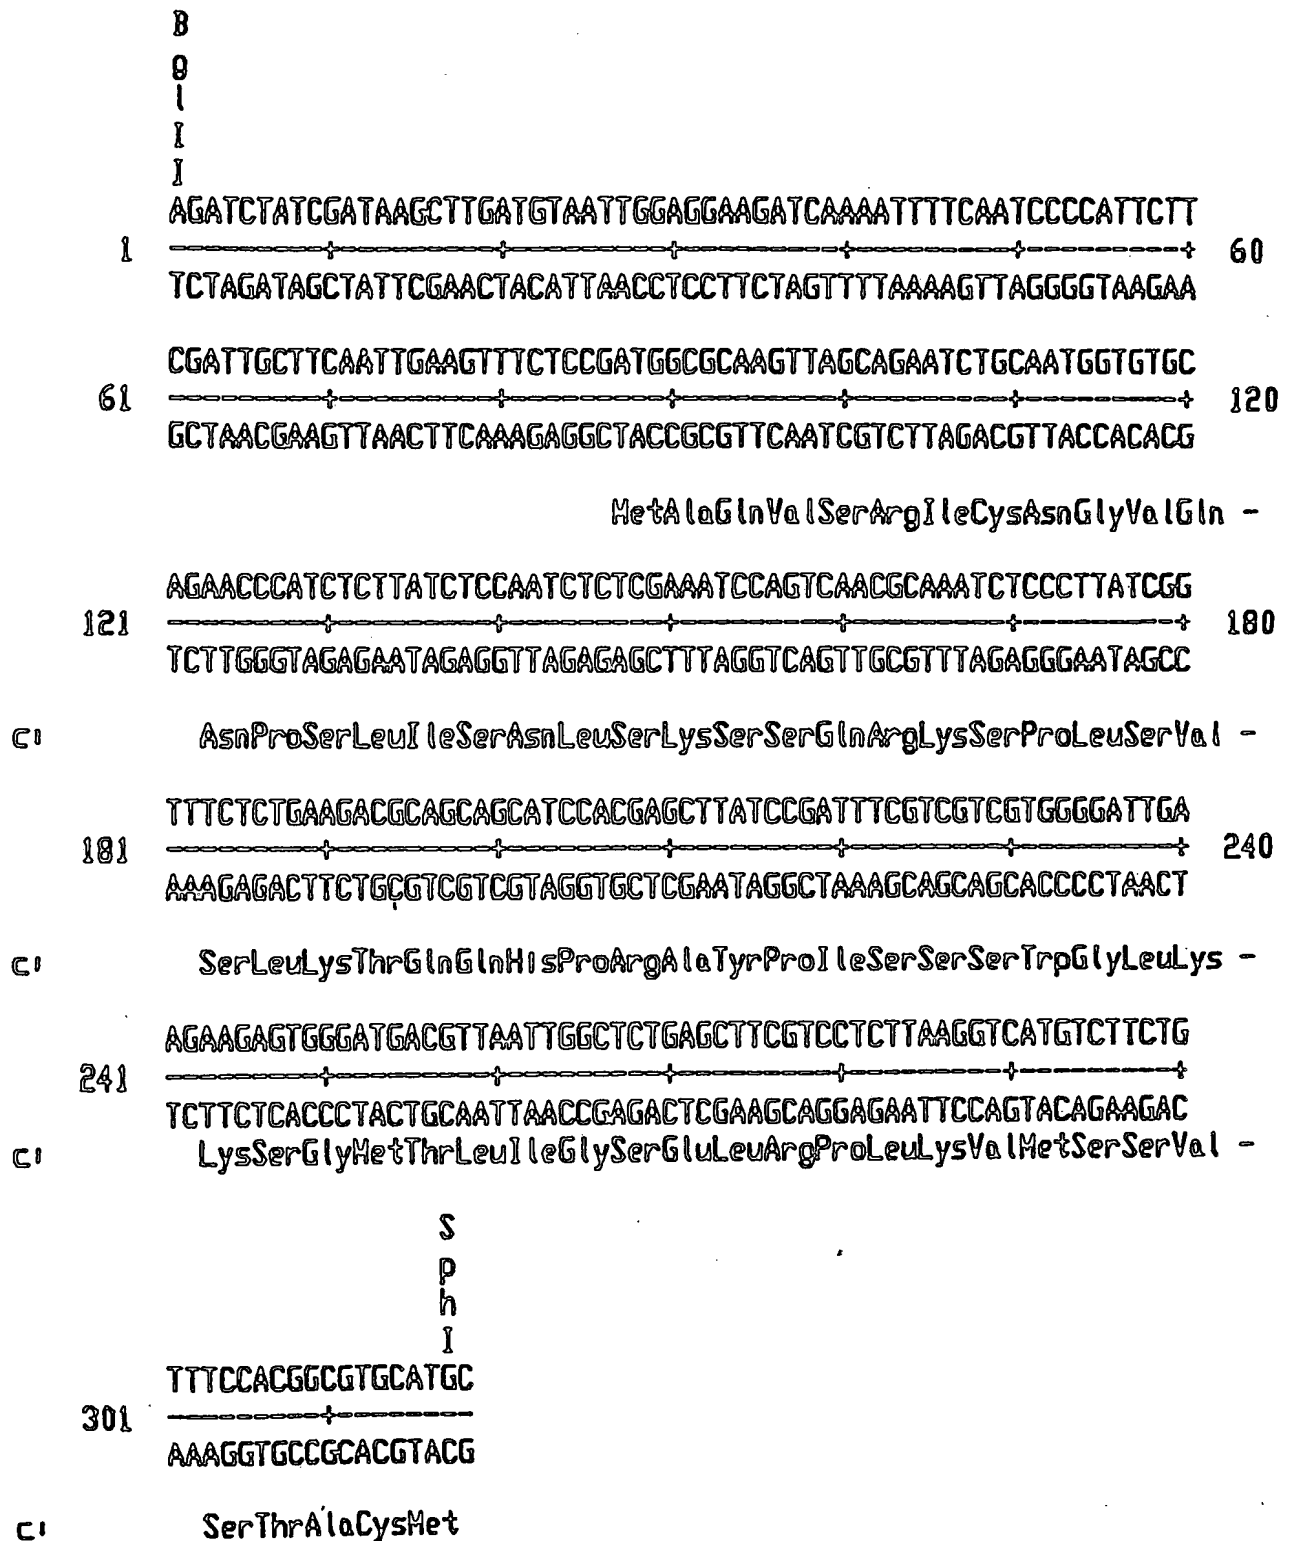 B
g
l
I
I
AGATCTATCGATAAGCTTGATGTAATTGGAGGAAGATCAAAATTTTCAATCCCCATTCTT
1 ---------+---------+---------+---------+---------+---------+ 60
TCTAGATAGCTATTCGAACTACATTAACCTCCTTCTAGTTTTAAAAGTTAGGGGTAAGAA
CGATTGCTTCAATTGAAGTTTCTCCGATGGCGCAAGTTAGCAGAATCTGCAATGGTGTGC
61 ---------+---------+---------+---------+---------+---------+ 120
GCTAACGAAGTTAACTTCAAAGAGGCTACCGCGTTCAATCGTCTTAGACGTTACCACACG
MetAlaGlnValSerArgIleCysAsnGlyValGln -
AGAACCCATCTCTTATCTCCAATCTCTCGAAATCCAGTCAACGCAAATCTCCCTTATCGG
121 ---------+---------+---------+---------+---------+---------+ 180
TCTTGGGTAGAGAATAGAGGTTAGAGAGCTTTAGGTCAGTTGCGTTTAGAGGGAATAGCC
c: AsnProSerLeuIleSerAsnLeuSerLysSerSerGlnArgLysSerProLeuSerVal -
TTTCTCTGAAGACGCAGCAGCATCCACGAGCTTATCCGATTTCGTCGTCGTGGGGATTGA
181 ---------+---------+---------+---------+---------+---------+ 240
AAAGAGACTTCTGCGTCGTCGTAGGTGCTCGAATAGGCTAAAGCAGCAGCACCCCTAACT
c: SerLeuLysThrGlnGlnHisProArgAlaTyrProIleSerSerSerTrpGlyLeuLys -
AGAAGAGTGGGATGACGTTAATTGGCTCTGAGCTTCGTCCTCTTAAGGTCATGTCTTCTG
241 ---------+---------+---------+---------+---------+---------+
TCTTCTCACCCTACTGCAATTAACCGAGACTCGAAGCAGGAGAATTCCAGTACAGAAGAC
c: LysSerGlyMetThrLeuIleGlySerGluLeuArgProLeuLysValMetSerSerVal -
S
p
h
I
TTTCCACGGCGTGCATGC
301 ---------+--------
AAAGGTGCCGCACGTACG
c: SerThrAlaCysMet